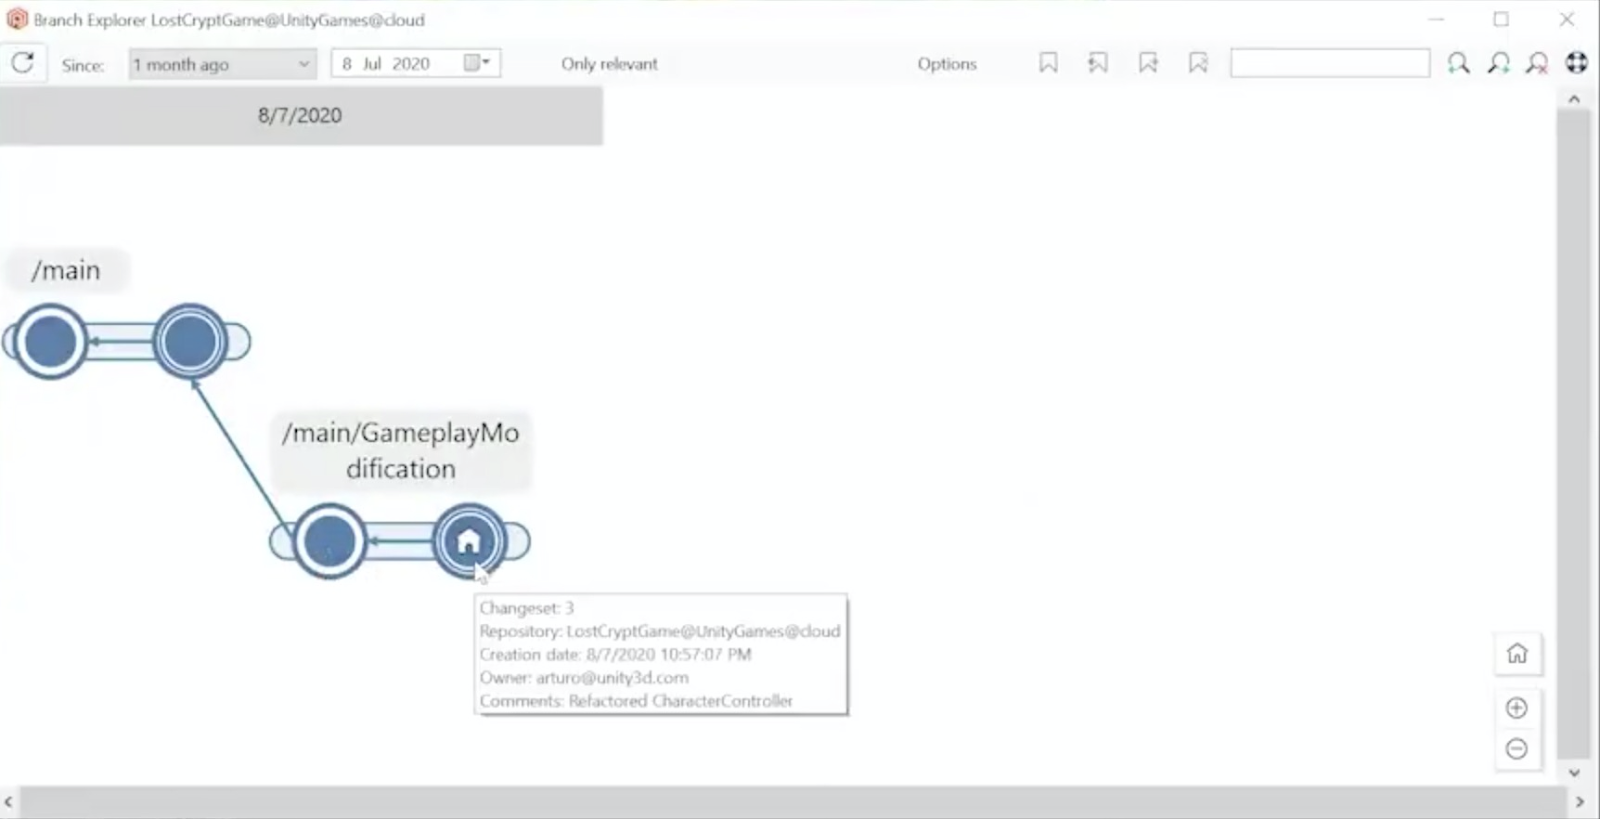 Branch Explorer LostCryptGame@UnityGames@cloud
Since: 1 month ago 8 Jul 2020 Only relevant Options
8/7/2020
/main
/main/GameplayMo
dification
Changeset: 3
Repository: LostCryptGame@UnityGames@cloud
Creation date: 8/7/2020 10:57:07 PM
Owner: arturo@unity3d.com
Comments: Refactored CharacterController